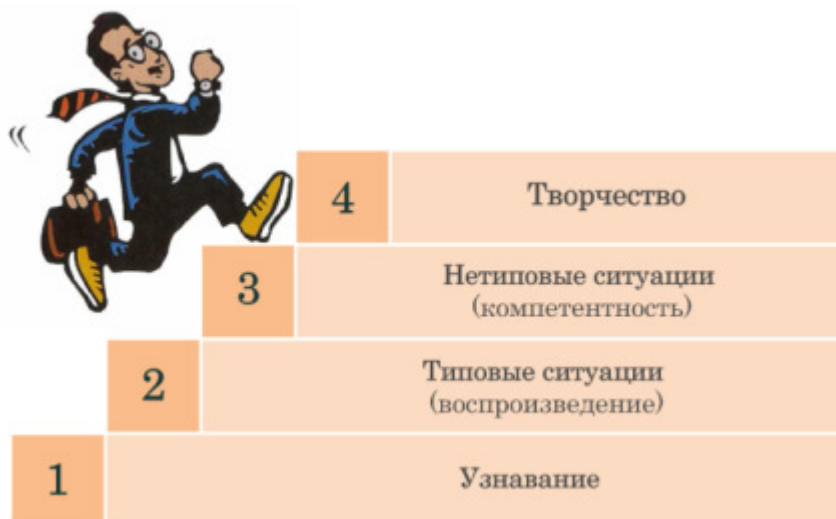 4
Творчество
3
Нетиповые ситуации
(компетентность)
2
Типовые ситуации
(воспроизведение)
1
Узнавание